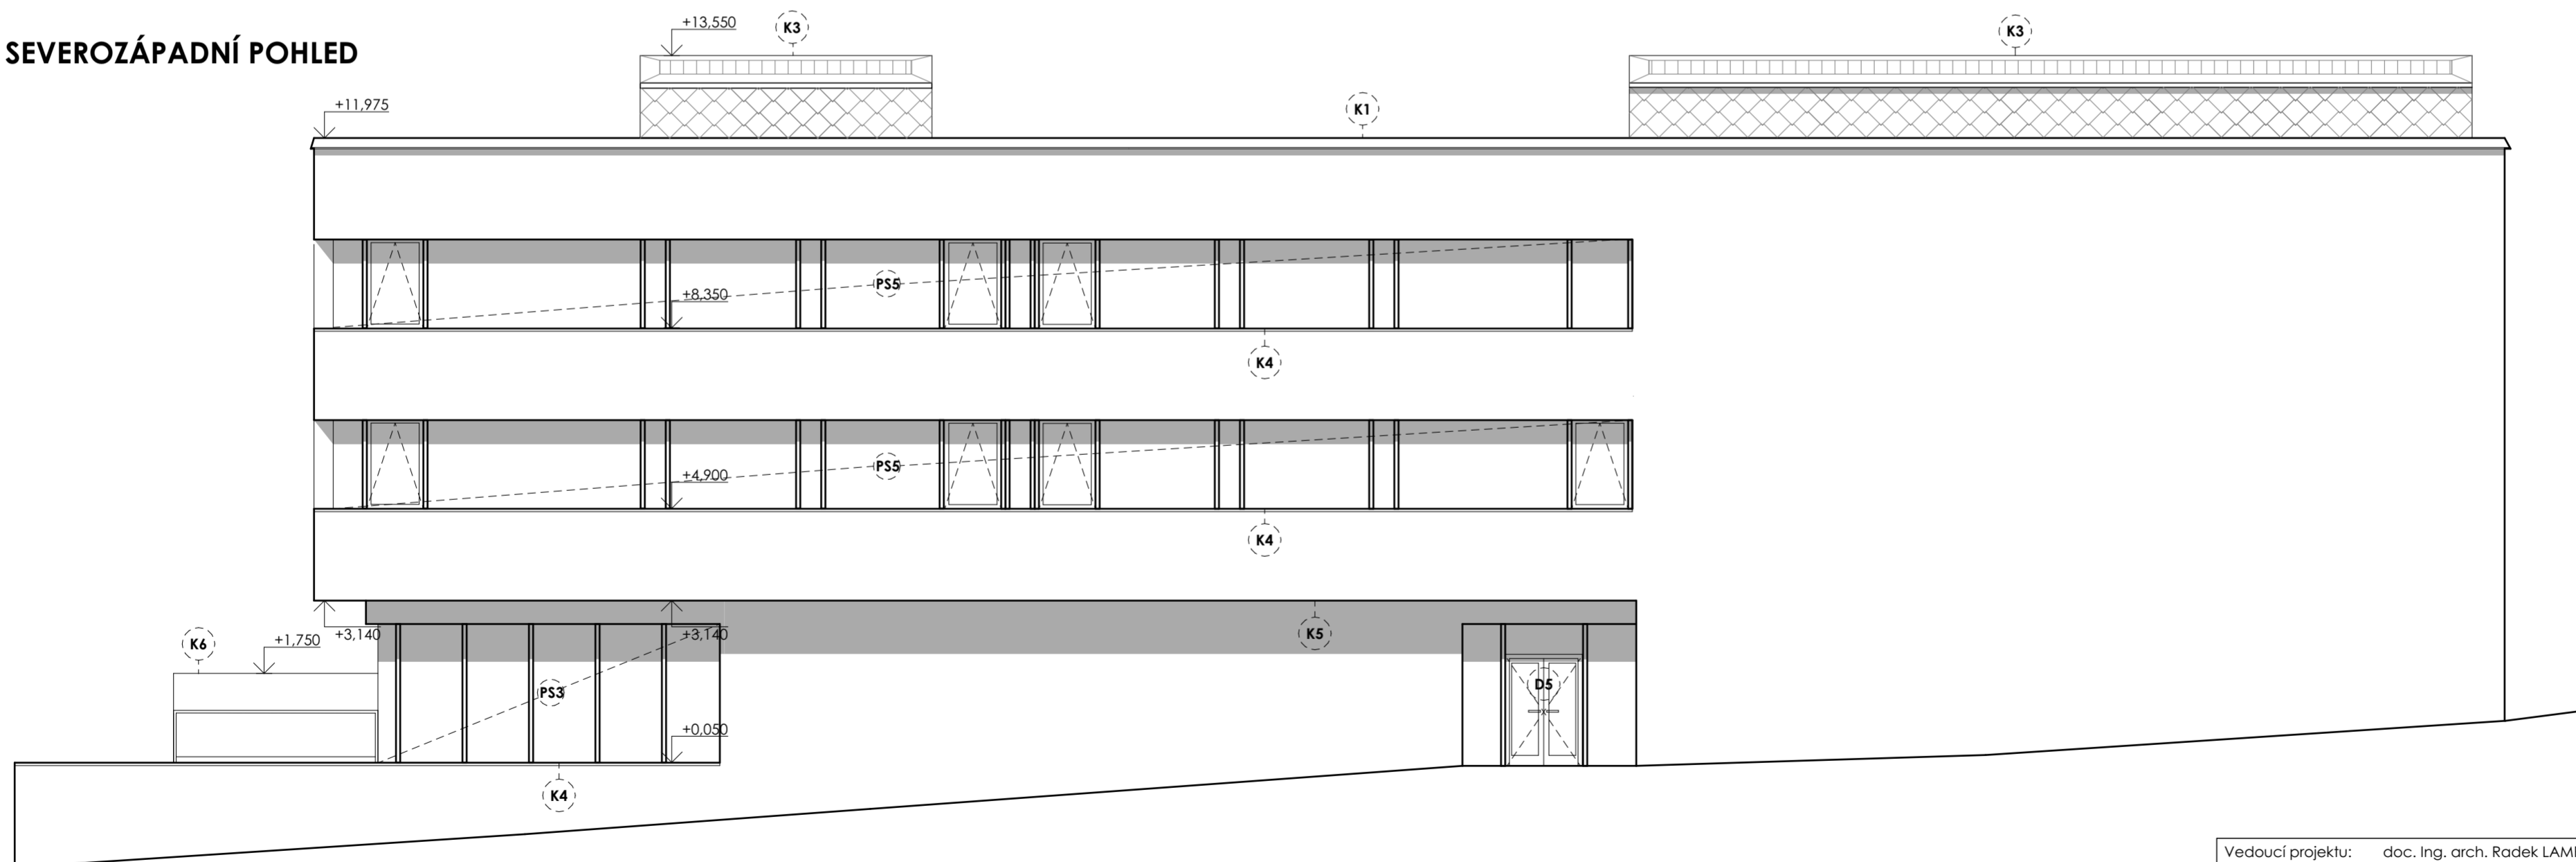 SEVEROZÁPADNÍ POHLED
+13,550
K3
K3
+11,975
K1
PS5
+8,350
K4
PS5
+4,900
K4
+3,140
+3,140
K5
K6
+1,750
PS3
D5
+0,050
K4
Vedoucí projektu: doc. Ing. arch. Radek